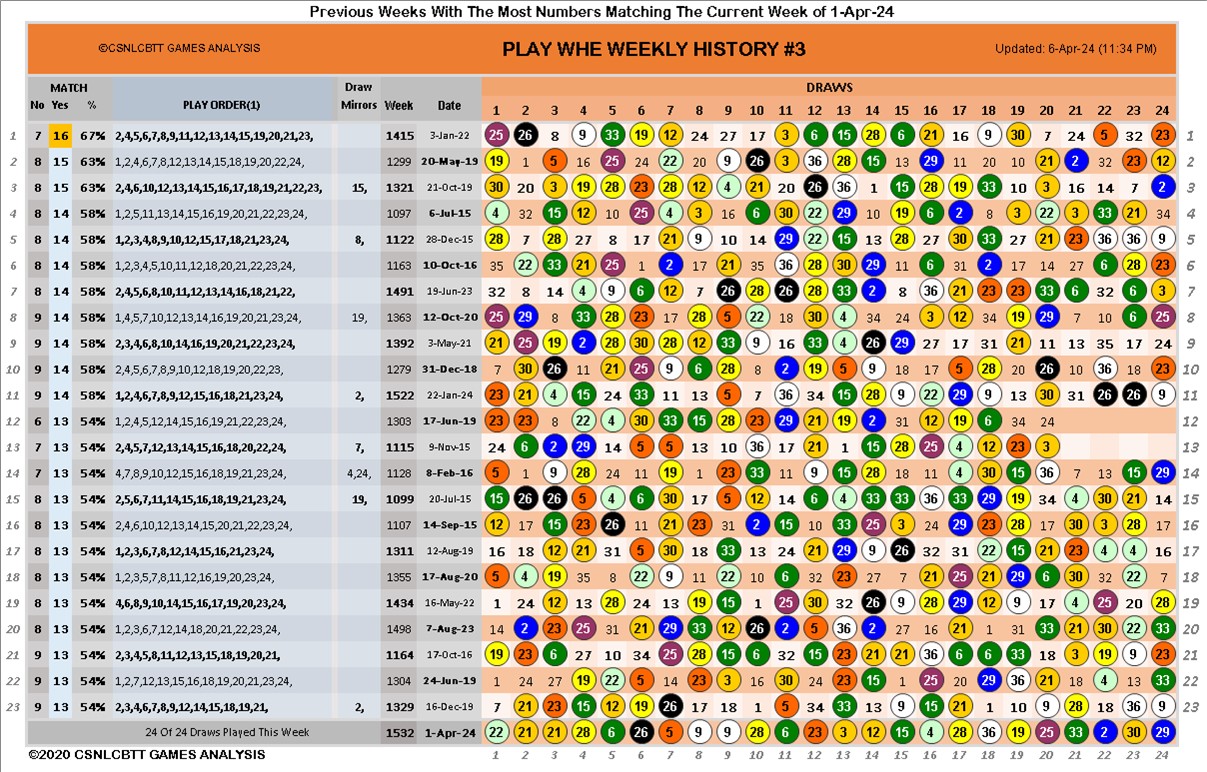 Previous Weeks With The Most Numbers Matching The Current Week of 1-Apr-24
©CSNLCBTT GAMES ANALYSIS PLAY WHE WEEKLY HISTORY #3 Updated: 6-Apr-24 (11:34 PM)
MATCH Draw DRAWS
No Yes % PLAY ORDER(1) Mirrors Week Date 1 2 3 4 5 6 7 8 9 10 11 12 13 14 15 16 17 18 19 20 21 22 23 24
1 7 16 67% 2,4,5,6,7,8,9,11,12,13,14,15,19,20,21,23, 1415 3-Jan-22 25 26 8 9 33 19 12 24 27 17 3 6 15 28 6 21 16 9 30 7 24 5 32 23 1
2 8 15 63% 1,2,4,6,7,8,12,13,14,15,18,19,20,22,24, 1299 20-May-19 19 1 3 5 16 25 24 22 20 9 26 3 36 28 15 13 29 11 20 10 21 2 32 23 12 2
3 8 15 63% 2,4,6,10,12,13,14,15,16,17,18,19,21,22,23, 15, 1321 21-Oct-19 30 20 3 19 28 23 28 12 4 21 20 26 36 1 15 28 19 33 10 3 16 14 7 2 3
4 8 14 58% 1,2,5,11,13,14,15,16,19,20,21,22,23,24, 1097 6-Jul-15 4 32 15 12 10 25 4 3 16 6 30 22 29 10 19 6 2 8 3 22 3 33 21 34 4
5 8 14 58% 1,2,3,4,8,9,10,12,15,17,18,21,23,24, 8, 1122 28-Dec-15 28 7 28 27 8 17 21 9 10 14 29 22 15 13 28 27 30 33 27 21 23 36 36 9 5
6 8 14 58% 1,2,3,4,5,10,11,12,18,20,21,22,23,24, 1163 10-Oct-16 35 22 33 21 25 1 2 17 9 21 35 36 28 30 29 11 6 31 2 17 14 27 6 28 23 6
7 8 14 58% 2,4,5,6,8,10,11,12,13,14,16,18,21,22, 1491 19-Jun-23 32 8 14 4 9 6 12 7 26 28 26 28 33 2 8 36 21 23 23 33 6 32 6 3 7
8 9 14 58% 1,4,5,7,10,12,13,14,16,19,20,21,22,23, 19, 1363 12-Oct-20 25 29 8 33 28 23 17 28 5 22 18 30 4 34 24 3 12 34 19 29 7 10 6 25 8
9 9 14 58% 2,3,4,6,8,10,14,16,19,20,21,22,23,24, 1392 3-May-21 21 25 19 2 28 30 28 12 33 9 16 33 4 26 29 27 17 31 21 11 13 35 17 24 9
10 9 14 58% 2,4,5,6,7,8,9,10,12,18,19,20,22,23, 1279 31-Dec-18 7 30 26 11 21 25 9 6 28 8 2 19 5 9 18 17 5 28 20 26 10 36 18 23 10
11 9 14 58% 1,2,4,6,7,8,9,12,15,16,18,21,23,24, 2, 1522 22-Jan-24 23 21 4 15 24 33 11 13 5 7 36 34 15 28 9 22 29 9 13 30 31 26 26 9 11
12 6 13 54% 1,2,4,5,12,13,14,15,18,19,21,22,23,24, 1303 17-Jun-19 23 23 8 22 4 30 33 15 28 23 29 21 19 2 31 12 19 6 34 24 12
13 7 13 54% 2,4,5,7,12,13,14,15,16,18,20,22,24, 7, 1115 9-Nov-15 24 6 2 29 14 5 5 13 10 36 17 21 1 15 28 25 4 12 23 3 13
14 7 13 54% 4,7,8,9,10,12,15,16,18,19,21,23,24, 4,24, 1128 8-Feb-16 5 1 9 28 24 11 19 1 23 33 11 9 15 28 18 11 4 30 15 36 7 13 15 29 14
15 8 13 54% 2,5,6,7,11,14,15,16,18,19,21,23,24, 19, 1099 20-Jul-15 15 26 26 5 4 6 30 17 5 12 14 6 4 33 33 36 33 29 19 34 4 30 21 14 15
16 8 13 54% 2,4,6,10,12,13,14,15,20,21,22,23,24, 1107 14-Sep-15 12 17 15 23 26 11 21 23 31 2 15 10 33 25 3 24 29 23 28 17 30 3 28 17 16
17 8 13 54% 1,2,3,6,7,8,12,14,15,16,21,23,24, 1311 12-Aug-19 16 18 12 21 31 5 30 18 33 13 24 21 29 9 26 32 31 22 15 21 23 4 4 16 17
18 8 13 54% 1,2,3,5,7,8,11,12,16,19,20,23,24, 1355 17-Aug-20 5 4 19 35 8 22 9 11 22 10 6 32 23 27 7 21 25 21 29 6 30 32 22 7 18
19 8 13 54% 4,6,8,9,10,14,15,16,17,19,20,23,24, 1434 16-May-22 1 24 12 13 28 24 13 19 15 1 25 30 32 26 9 28 29 12 9 17 4 25 20 28 19
20 8 13 54% 1,2,3,6,7,12,14,18,20,21,22,23,24, 1498 7-Aug-23 14 2 23 25 31 21 29 33 12 26 2 5 36 2 27 16 21 1 31 33 21 30 22 33 20
21 9 13 54% 2,3,4,5,8,11,12,13,15,18,19,20,21, 1164 17-Oct-16 19 23 6 27 10 34 25 28 15 6 32 15 23 21 21 36 6 6 33 18 3 19 9 23 21
22 9 13 54% 1,2,7,12,13,15,16,18,19,20,21,23,24, 1304 24-Jun-19 1 24 27 19 22 5 14 23 3 16 30 24 23 15 1 25 20 29 36 21 18 4 13 33 22
23 9 13 54% 2,3,4,6,7,8,9,12,14,15,18,19,21, 2, 1329 16-Dec-19 7 21 23 15 12 19 26 17 18 1 5 34 33 13 9 15 21 1 10 9 28 18 36 9 23
24 Of 24 Draws Played This Week 1532 1-Apr-24 22 21 21 28 6 26 5 9 9 28 6 23 3 12 15 4 28 36 19 25 33 2 30 29
©2020 CSNLCBTT GAMES ANALYSIS 1 2 3 4 5 6 7 8 9 10 11 12 13 14 15 16 17 18 19 20 21 22 23 24